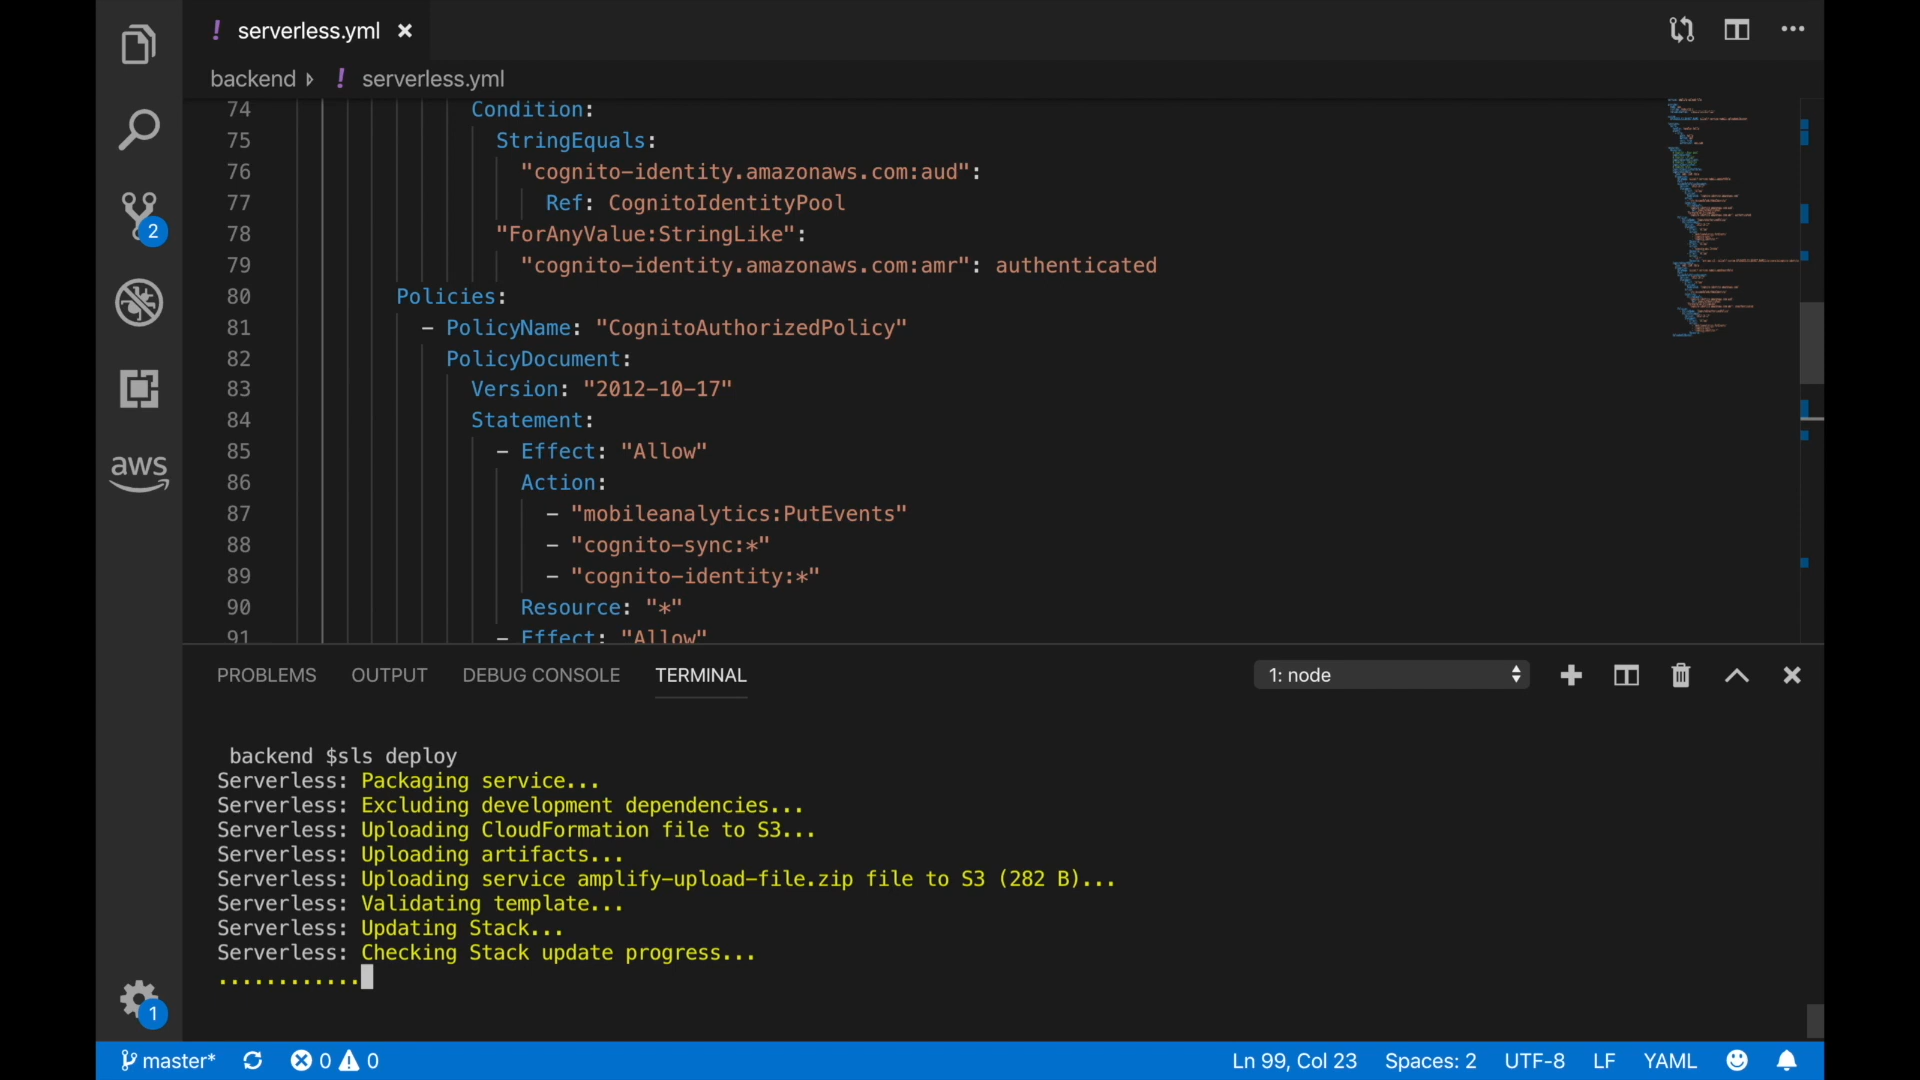 ! serverless.yml ×
backend ▸ ! serverless.yml
74 Condition:
75 StringEquals:
76 "cognito-identity.amazonaws.com:aud":
77 Ref: CognitoIdentityPool
78 "ForAnyValue:StringLike":
79 "cognito-identity.amazonaws.com:amr": authenticated
80 Policies:
81 - PolicyName: "CognitoAuthorizedPolicy"
82 PolicyDocument:
83 Version: "2012-10-17"
84 Statement:
85 - Effect: "Allow"
86 Action:
87 - "mobileanalytics:PutEvents"
88 - "cognito-sync:*"
89 - "cognito-identity:*"
90 Resource: "*"
91 - Effect: "Allow"
2
aws
1
PROBLEMS OUTPUT DEBUG CONSOLE TERMINAL 1: node
backend $sls deploy
Serverless: Packaging service...
Serverless: Excluding development dependencies...
Serverless: Uploading CloudFormation file to S3...
Serverless: Uploading artifacts...
Serverless: Uploading service amplify-upload-file.zip file to S3 (282 B)...
Serverless: Validating template...
Serverless: Updating Stack...
Serverless: Checking Stack update progress...
............
master* 0 0 Ln 99, Col 23 Spaces: 2 UTF-8 LF YAML